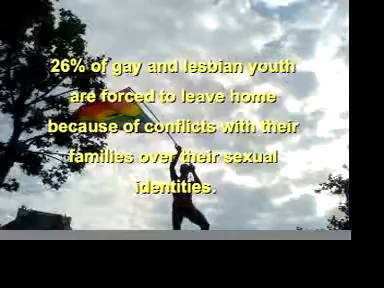 26% of gay and lesbian youth
are forced to leave home
because of conflicts with their
families over their sexual
identities.